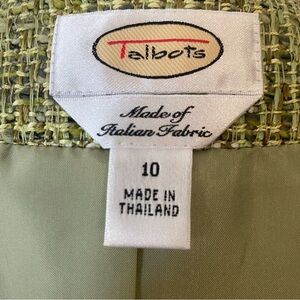 Talbots
Made of
Italian Fabric
10
MADE IN
THAILAND